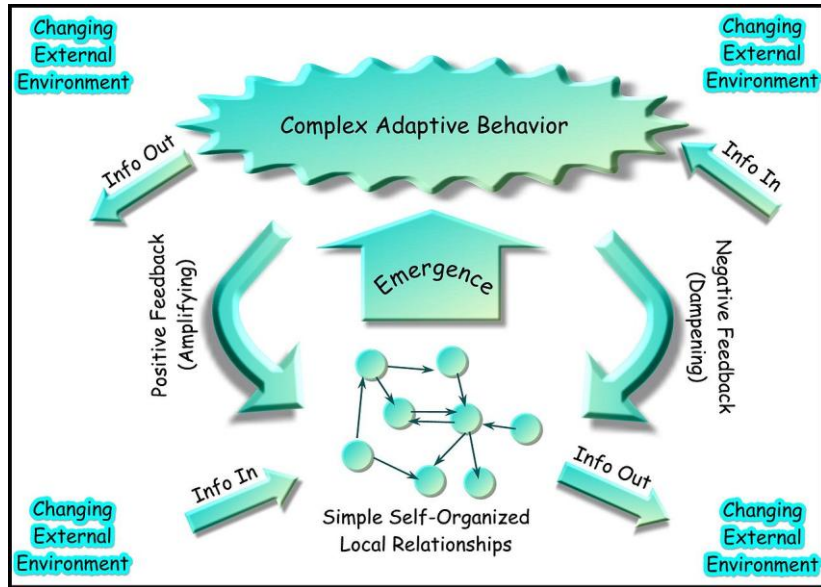 Changing
External
Environment
Changing
External
Environment
Complex Adaptive Behavior
Info Out
Info In
Positive Feedback
(Amplifying)
Emergence
Negative Feedback
(Dampening)
Info In
Info Out
Simple Self-Organized
Local Relationships
Changing
External
Environment
Changing
External
Environment